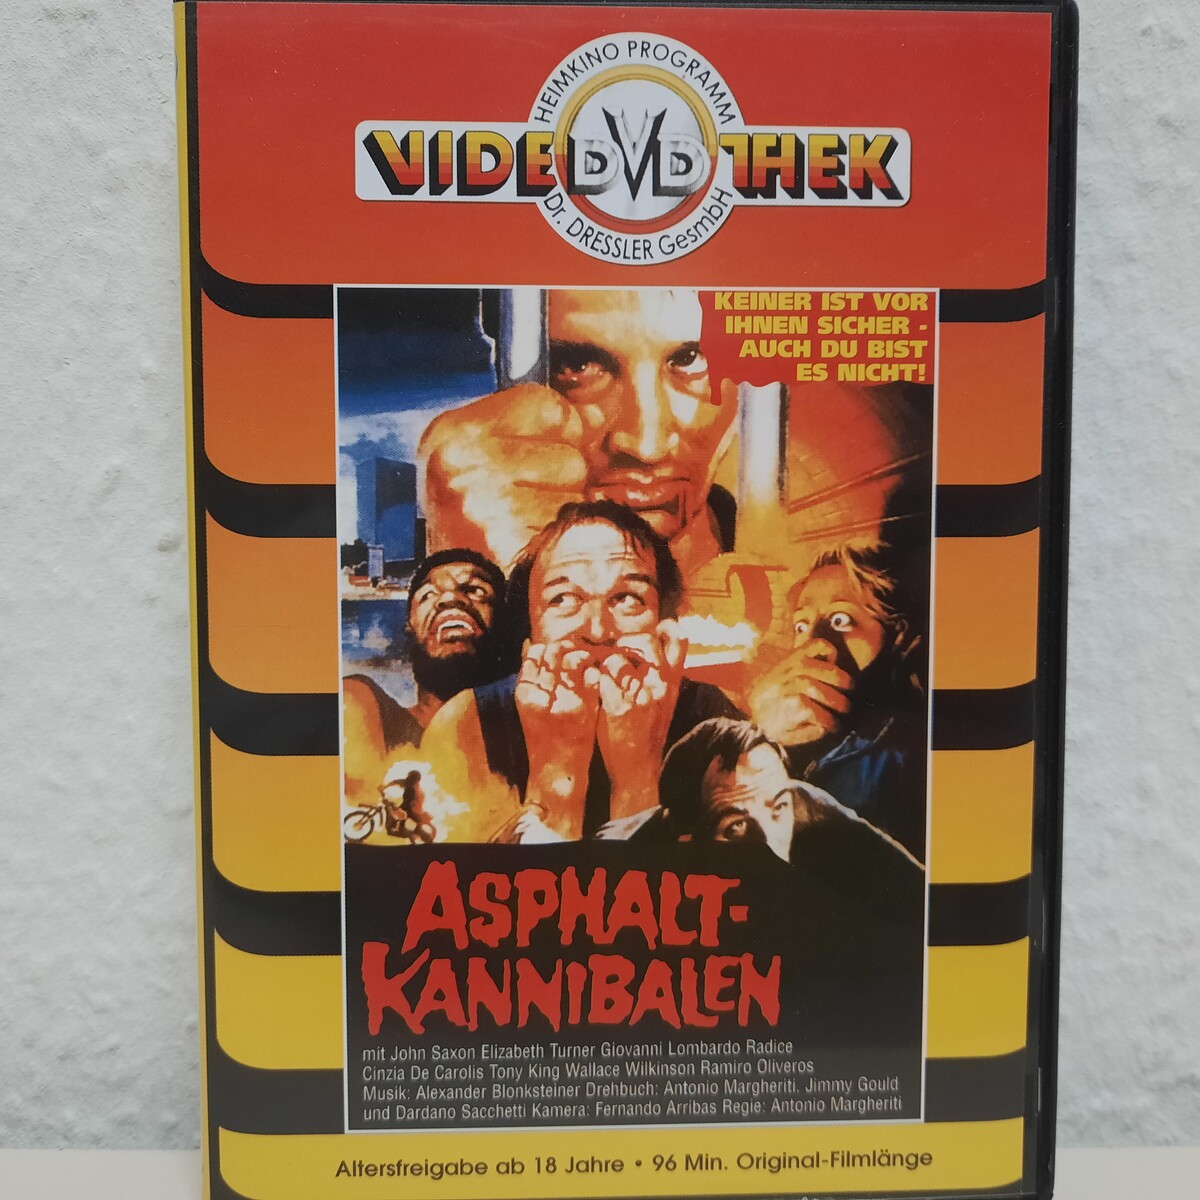 HEIMKINO PROGRAMM
VIDE DVD THEK
Dr. DRESSLER GesmbH
KEINER IST VOR
IHNEN SICHER -
AUCH DU BIST
ES NICHT!
ASPHALT-
KANNIBALEN
mit John Saxon Elizabeth Turner Giovanni Lombardo Radice
Cinzia De Carolis Tony King Wallace Wilkinson Ramiro Oliveros
Musik: Alexander Blonksteiner Drehbuch: Antonio Margheriti, Jimmy Gould
und Dardano Sacchetti Kamera: Fernando Arribas Regie: Antonio Margheriti
Altersfreigabe ab 18 Jahre • 96 Min. Original-Filmlänge